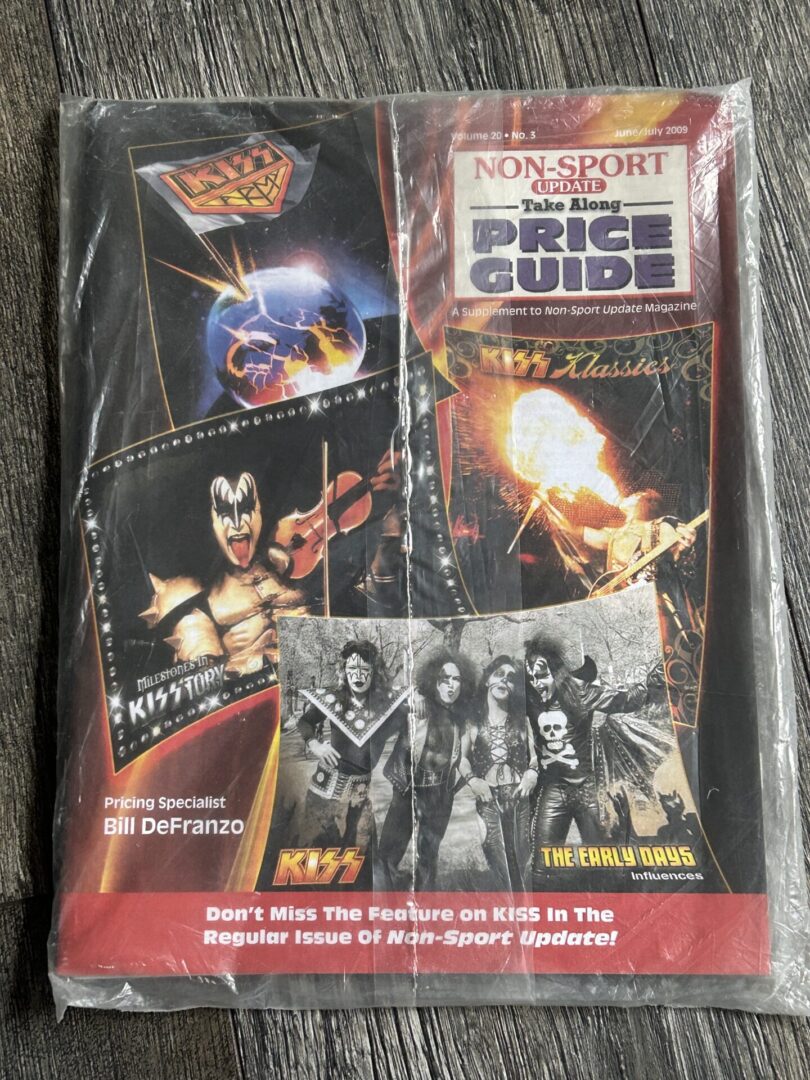 Volume 20 • No. 3
June/July 2009
NON-SPORT
UPDATE
Take Along
PRICE
GUIDE
A Supplement to Non-Sport Update Magazine
KISS
ARMY
KISS Klassics
MILESTONES IN
KISSTORY
Pricing Specialist
Bill DeFranzo
KISS
THE EARLY DAYS
Influences
Don't Miss The Feature on KISS In The
Regular Issue Of Non-Sport Update!